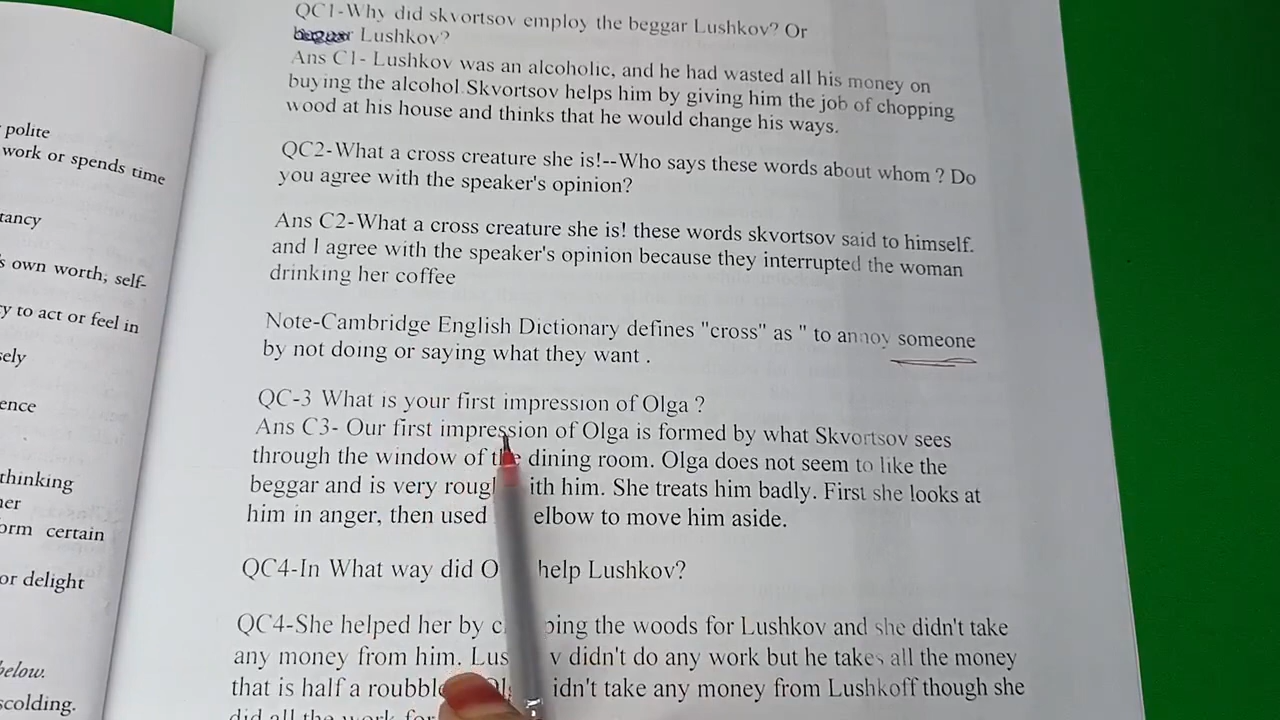 polite
work or spends time
tancy
s own worth; self-
cy to act or feel in
sely
ence
thinking
her
orm certain
or delight
below.
scolding.
QC1-Why did skvortsov employ the beggar Lushkov? Or
Lushkov?
Ans C1- Lushkov was an alcoholic, and he had wasted all his money on
buying the alcohol.Skvortsov helps him by giving him the job of chopping
wood at his house and thinks that he would change his ways.
QC2-What a cross creature she is!--Who says these words about whom ? Do
you agree with the speaker's opinion?
Ans C2-What a cross creature she is! these words skvortsov said to himself.
and I agree with the speaker's opinion because they interrupted the woman
drinking her coffee
Note-Cambridge English Dictionary defines "cross" as " to annoy someone
by not doing or saying what they want .
QC-3 What is your first impression of Olga ?
Ans C3- Our first impression of Olga is formed by what Skvortsov sees
through the window of the dining room. Olga does not seem to like the
beggar and is very rough ith him. She treats him badly. First she looks at
him in anger, then used elbow to move him aside.
QC4-In What way did O help Lushkov?
QC4-She helped her by c ping the woods for Lushkov and she didn't take
any money from him. Lus v didn't do any work but he takes all the money
that is half a roubbl idn't take any money from Lushkoff though she
did all the work for